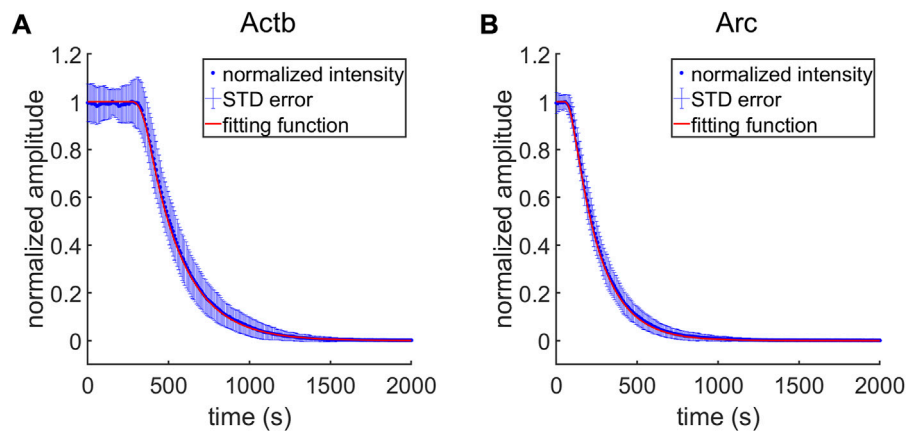 A
Actb
normalized intensity
STD error
fitting function
1.2
1
0.8
0.6
0.4
0.2
0
normalized amplitude
0
500
1000
1500
2000
time (s)
B
Arc
normalized intensity
STD error
fitting function
1.2
1
0.8
0.6
0.4
0.2
0
normalized amplitude
0
500
1000
1500
2000
time (s)